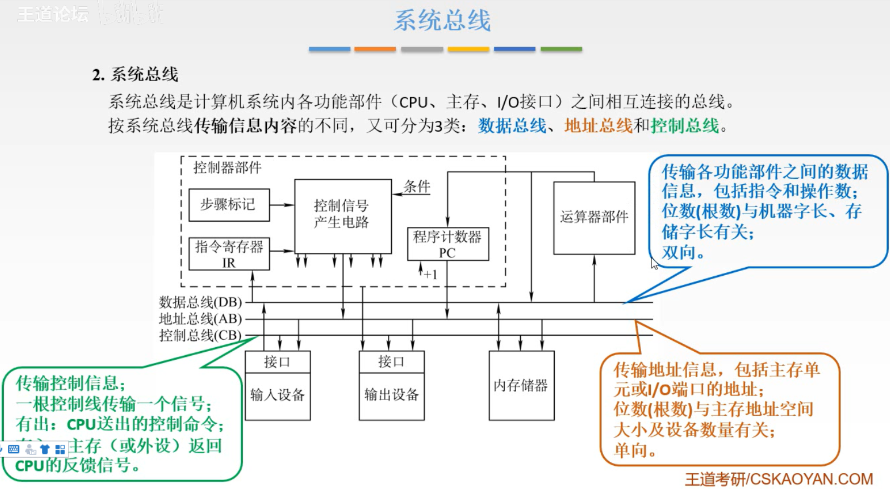 王道论坛
系统总线
2. 系统总线
系统总线是计算机系统内各功能部件（CPU、主存、I/O接口）之间相互连接的总线。
按系统总线传输信息内容的不同，又可分为3类：数据总线、地址总线和控制总线。
控制器部件
步骤标记
控制信号
产生电路
条件
指令寄存器
IR
程序计数器
PC
+1
运算器部件
传输各功能部件之间的数据
信息，包括指令和操作数；
位数(根数)与机器字长、存
储字长有关；
双向。
数据总线(DB)
地址总线(AB)
控制总线(CB)
接口
输入设备
接口
输出设备
内存储器
传输控制信息；
一根控制线传输一个信号；
有出：CPU送出的控制命令；
主存（或外设）返回
CPU的反馈信号。
传输地址信息，包括主存单
元或I/O端口的地址；
位数(根数)与主存地址空间
大小及设备数量有关；
单向。
王道考研/CSKAOYAN.COM